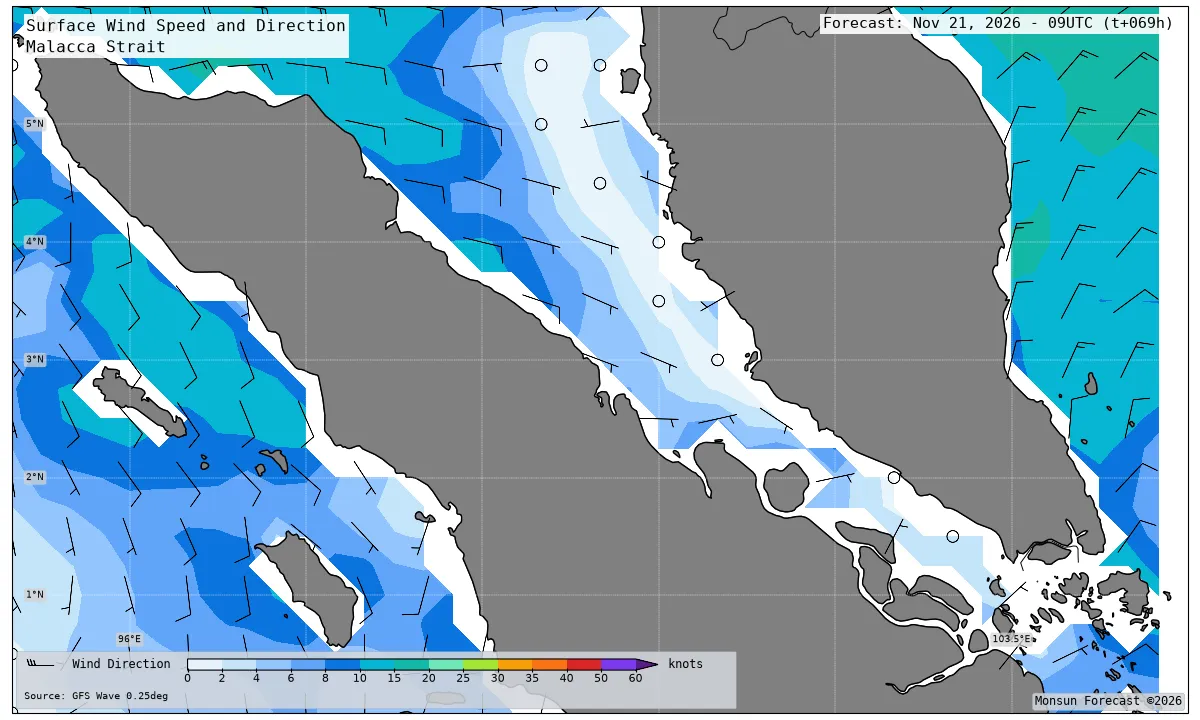 Surface Wind Speed and Direction
Malacca Strait
Forecast: Nov 21, 2026 - 09UTC (t+069h)
5°N
4°N
3°N
2°N
1°N
96°E
103.5°E
Wind Direction
knots
0 2 4 6 8 10 15 20 25 30 35 40 50 60
Source: GFS Wave 0.25deg
Monsun Forecast ©2026